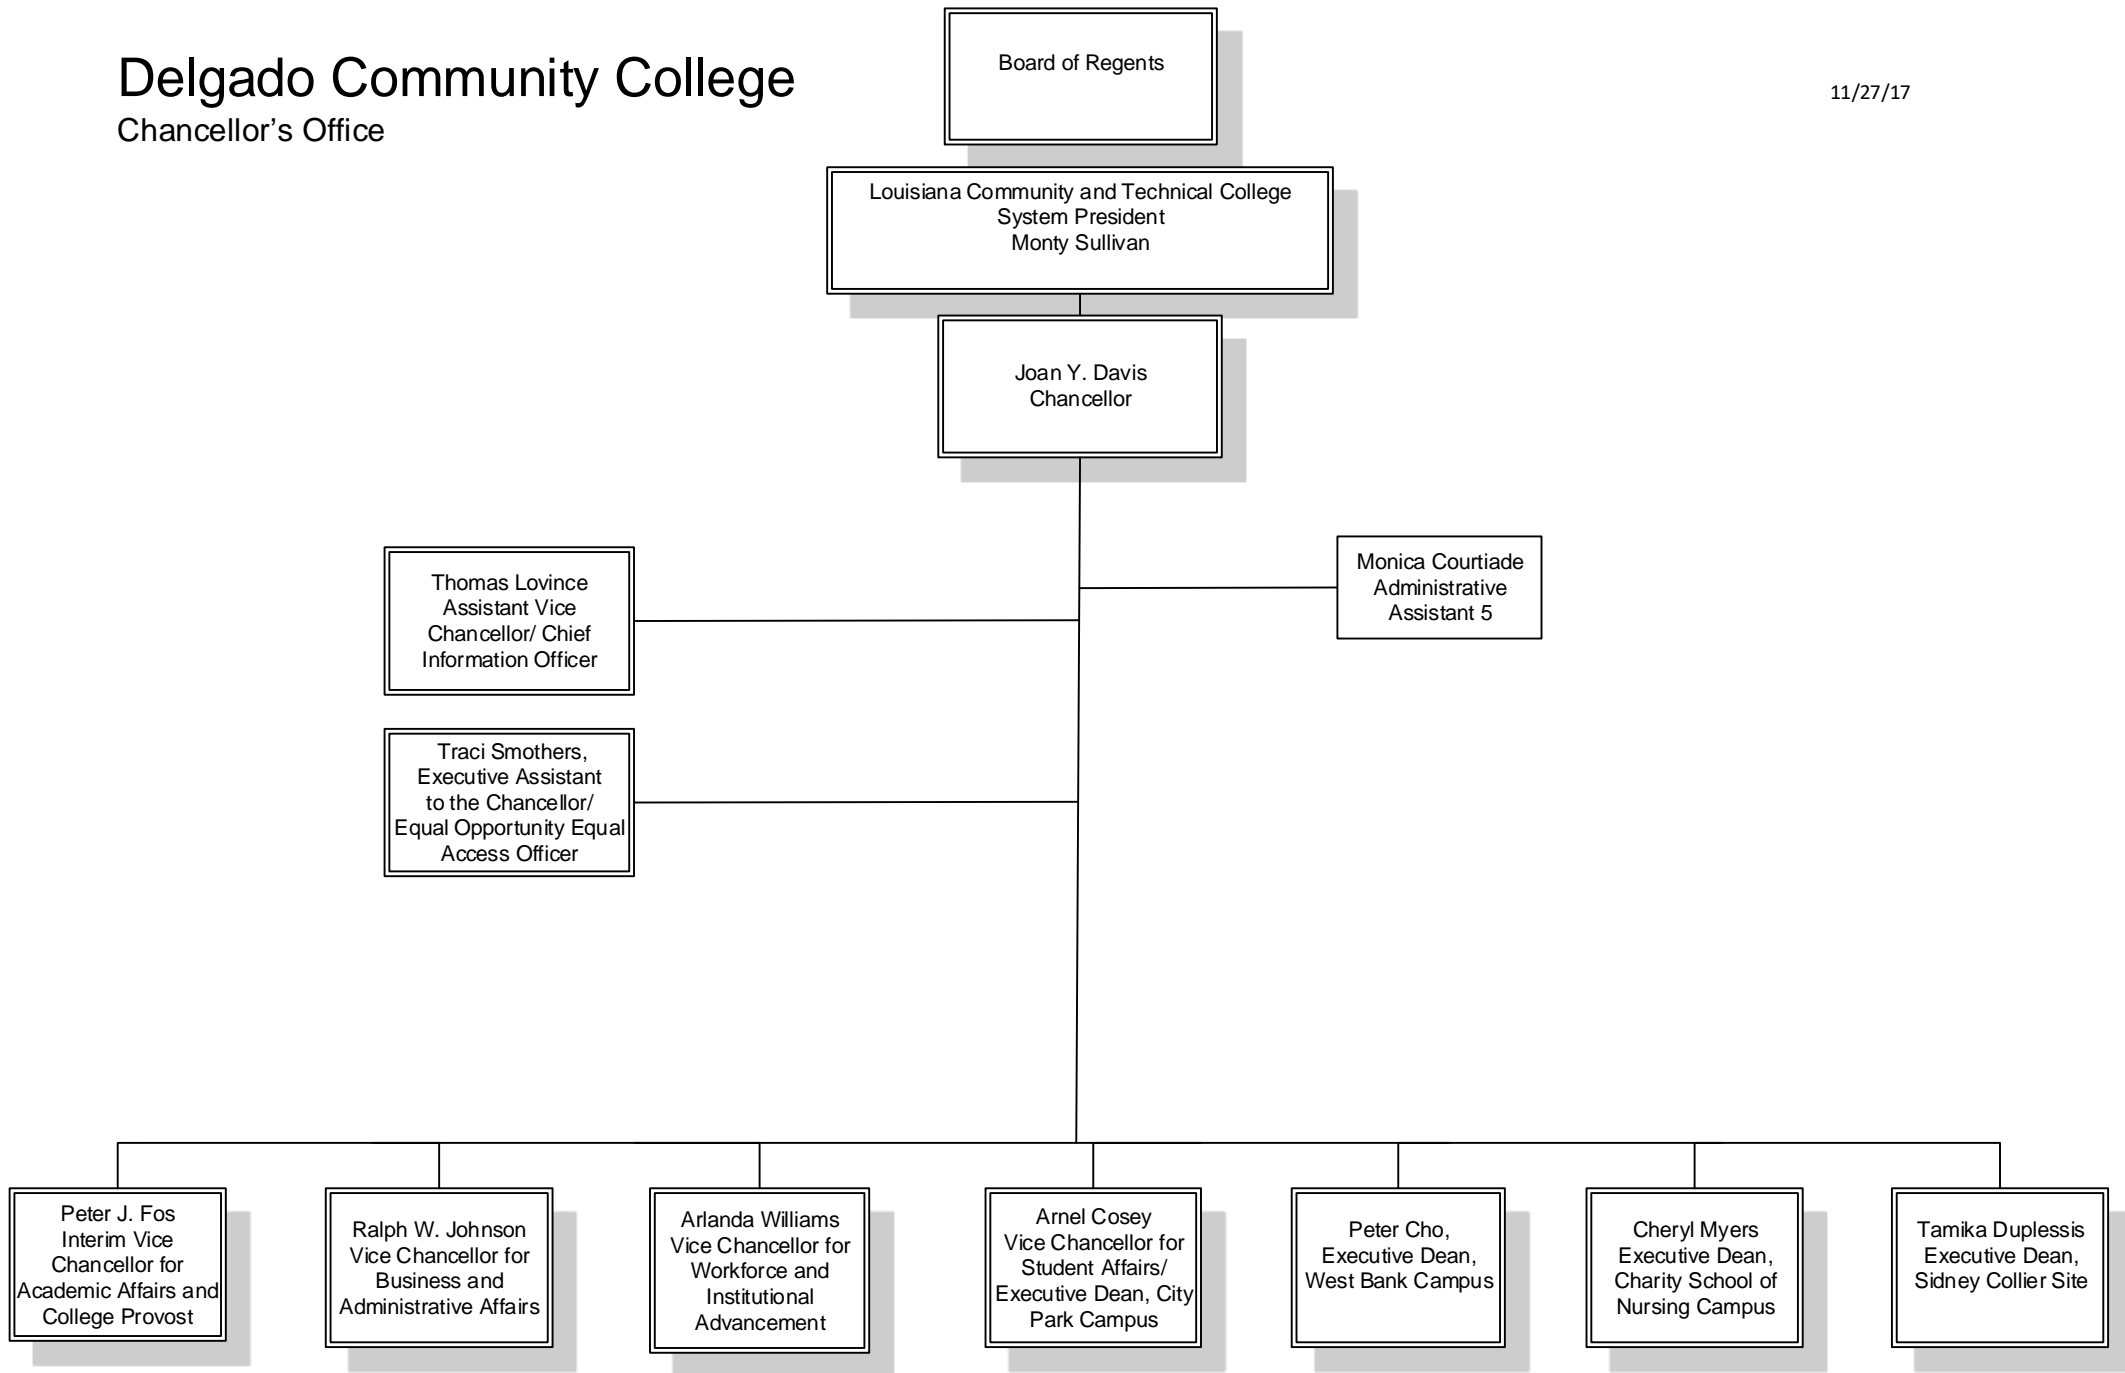 Delgado Community College
Chancellor’s Office
11/27/17
Board of Regents
Louisiana Community and Technical College
System President
Monty Sullivan
Joan Y. Davis
Chancellor
Thomas Lovince
Assistant Vice
Chancellor/ Chief
Information Officer
Monica Courtiade
Administrative
Assistant 5
Traci Smothers,
Executive Assistant
to the Chancellor/
Equal Opportunity Equal
Access Officer
Peter J. Fos
Interim Vice
Chancellor for
Academic Affairs and
College Provost
Ralph W. Johnson
Vice Chancellor for
Business and
Administrative Affairs
Arlanda Williams
Vice Chancellor for
Workforce and
Institutional
Advancement
Arnel Cosey
Vice Chancellor for
Student Affairs/
Executive Dean, City
Park Campus
Peter Cho,
Executive Dean,
West Bank Campus
Cheryl Myers
Executive Dean,
Charity School of
Nursing Campus
Tamika Duplessis
Executive Dean,
Sidney Collier Site